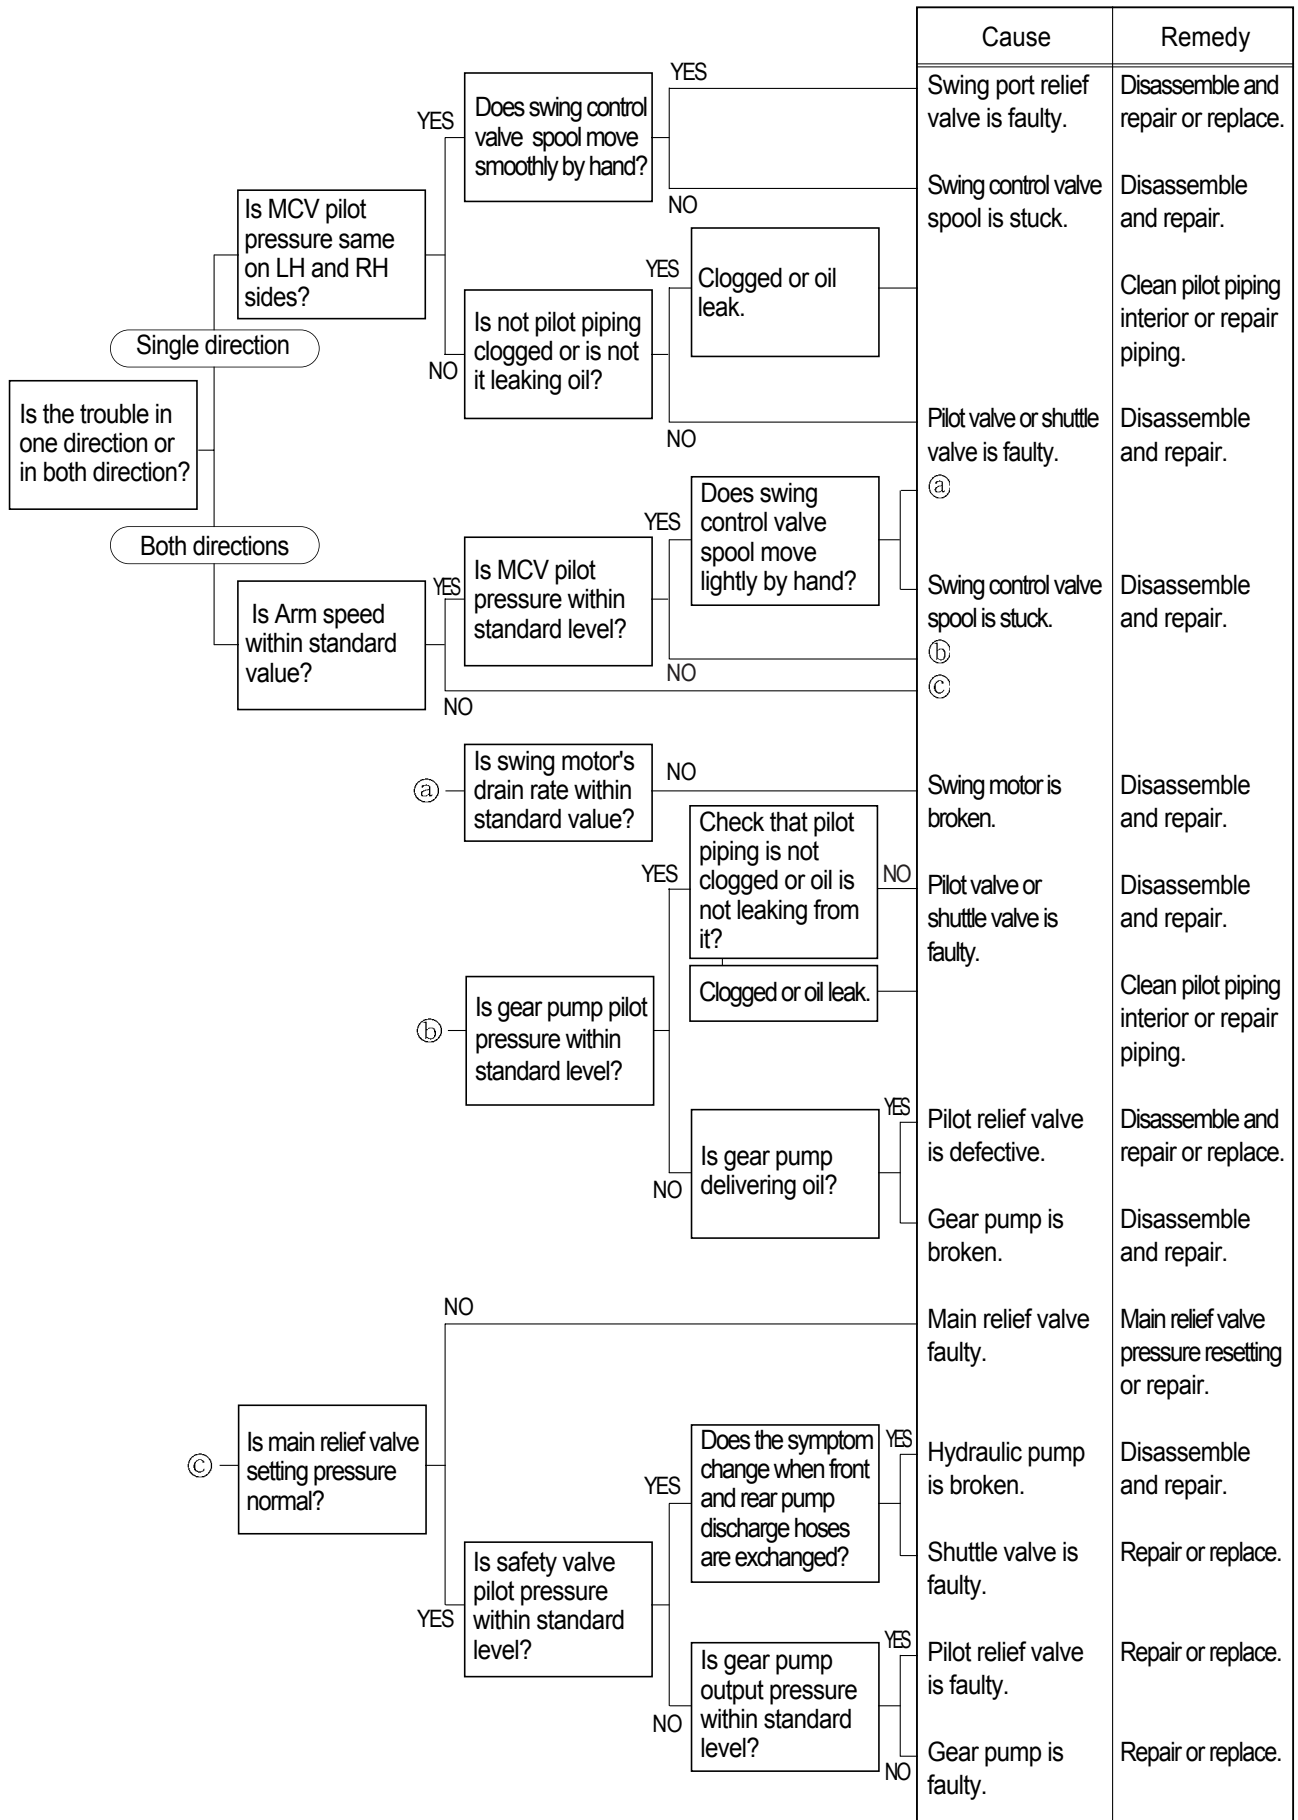 Cause
Remedy
YES
Does swing control
valve spool move
smoothly by hand?
YES
Swing port relief
valve is faulty.
Disassemble and
repair or replace.
NO
Swing control valve
spool is stuck.
Disassemble
and repair.
Is MCV pilot
pressure same
on LH and RH
sides?
NO
Is not pilot piping
clogged or is not
it leaking oil?
YES
Clogged or oil
leak.
Clean pilot piping
interior or repair
piping.
Single direction
NO
Pilot valve or shuttle
valve is faulty.
Disassemble
and repair.
Is the trouble in
one direction or
in both direction?
Both directions
Is Arm speed
within standard
value?
YES
Is MCV pilot
pressure within
standard level?
YES
Does swing
control valve
spool move
lightly by hand?
ⓐ
Swing control valve
spool is stuck.
Disassemble
and repair.
NO
ⓑ
NO
ⓒ
ⓐ
Is swing motor's
drain rate within
standard value?
NO
Swing motor is
broken.
Disassemble
and repair.
ⓑ
Is gear pump pilot
pressure within
standard level?
YES
Check that pilot
piping is not
clogged or oil is
not leaking from
it?
NO
Pilot valve or
shuttle valve is
faulty.
Disassemble
and repair.
Clogged or oil leak.
Clean pilot piping
interior or repair
piping.
NO
Is gear pump
delivering oil?
YES
Pilot relief valve
is defective.
Disassemble and
repair or replace.
Gear pump is
broken.
Disassemble
and repair.
ⓒ
Is main relief valve
setting pressure
normal?
NO
Main relief valve
faulty.
Main relief valve
pressure resetting
or repair.
YES
Is safety valve
pilot pressure
within standard
level?
YES
Does the symptom
change when front
and rear pump
discharge hoses
are exchanged?
YES
Hydraulic pump
is broken.
Disassemble
and repair.
Shuttle valve is
faulty.
Repair or replace.
NO
Is gear pump
output pressure
within standard
level?
YES
Pilot relief valve
is faulty.
Repair or replace.
NO
Gear pump is
faulty.
Repair or replace.